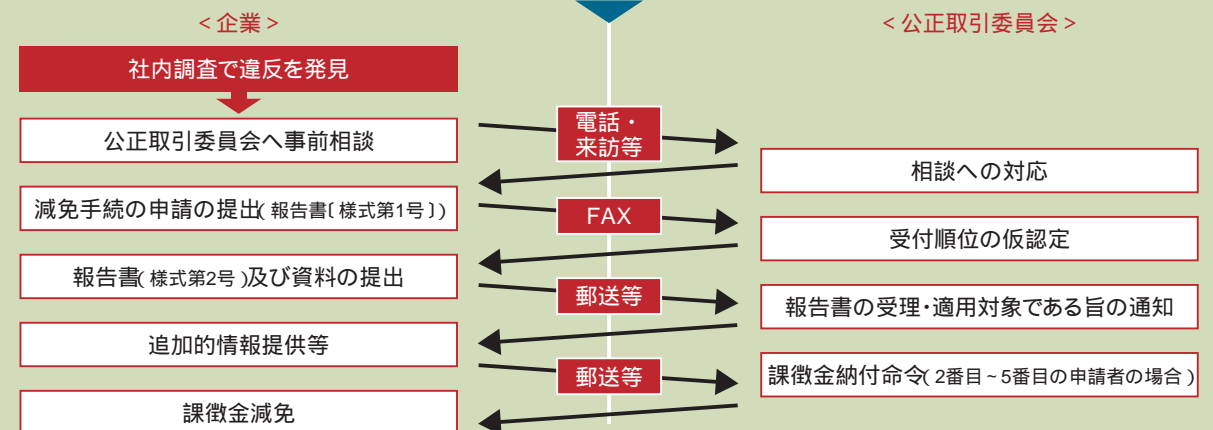 <企業>
<公正取引委員会>
社内調査で違反を発見
公正取引委員会へ事前相談
電話・
来訪等
相談への対応
減免手続の申請の提出(報告書〔様式第1号〕)
FAX
受付順位の仮認定
報告書(様式第2号)及び資料の提出
郵送等
報告書の受理・適用対象である旨の通知
追加的情報提供等
郵送等
課徴金納付命令(2番目~5番目の申請者の場合)
課徴金減免